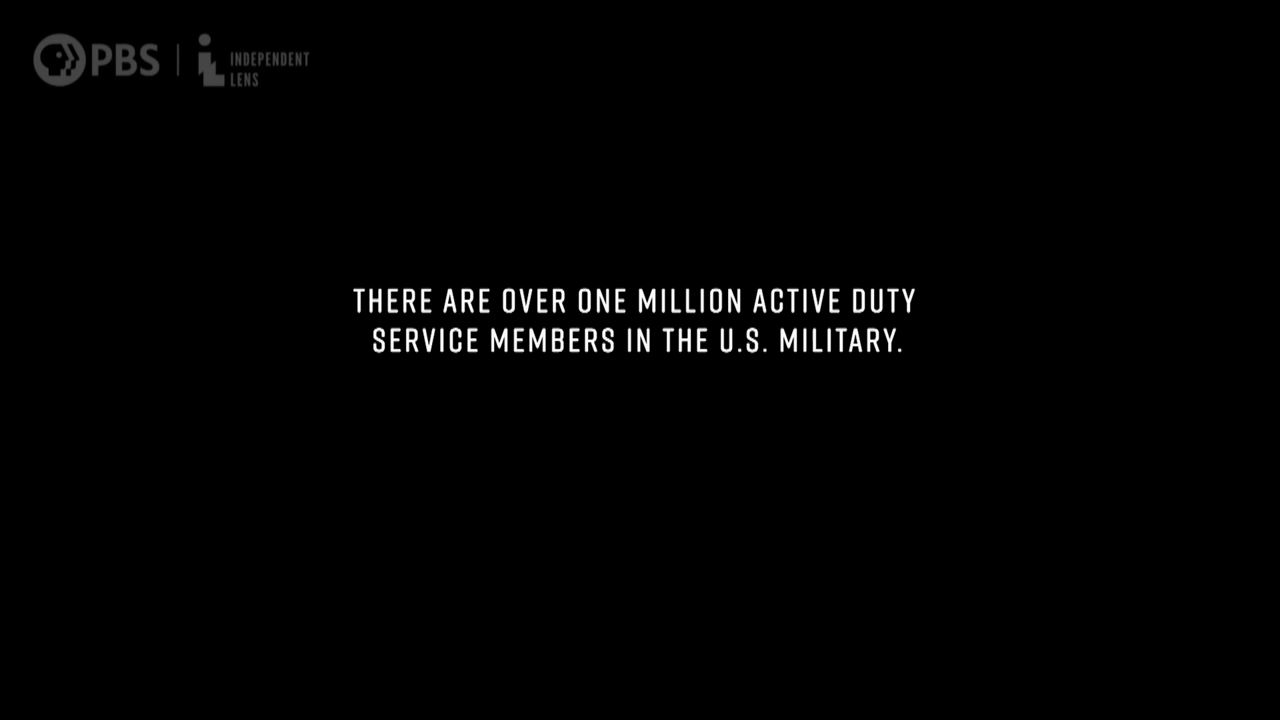 PBS
INDEPENDENT
LENS
THERE ARE OVER ONE MILLION ACTIVE DUTY
SERVICE MEMBERS IN THE U.S. MILITARY.